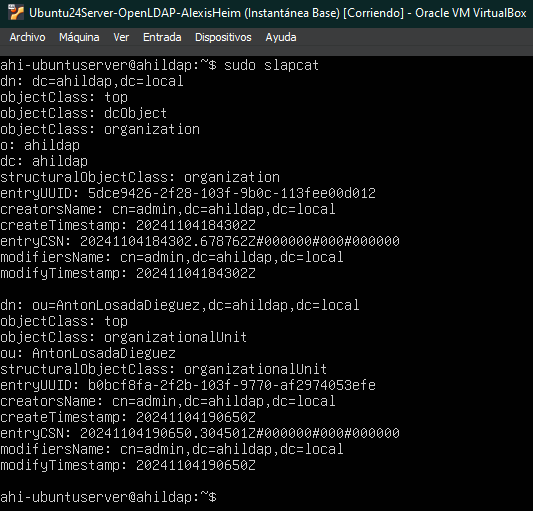 Ubuntu24Server-OpenLDAP-AlexisHeim (Instantánea Base) [Corriendo] - Oracle VM VirtualBox
Archivo Máquina Ver Entrada Dispositivos Ayuda
ahi-ubuntuserver@ahildap:~$ sudo slapcat
dn: dc=ahildap,dc=local
objectClass: top
objectClass: dcObject
objectClass: organization
o: ahildap
dc: ahildap
structuralObjectClass: organization
entryUUID: 5dce9426-2f28-103f-9b0c-113fee00d012
creatorsName: cn=admin,dc=ahildap,dc=local
createTimestamp: 20241104184302Z
entryCSN: 20241104184302.678762Z#000000#000#000000
modifiersName: cn=admin,dc=ahildap,dc=local
modifyTimestamp: 20241104184302Z
dn: ou=AntonLosadaDieguez,dc=ahildap,dc=local
objectClass: top
objectClass: organizationalUnit
ou: AntonLosadaDieguez
structuralObjectClass: organizationalUnit
entryUUID: b0bcf8fa-2f2b-103f-9770-af2974053efe
creatorsName: cn=admin,dc=ahildap,dc=local
createTimestamp: 20241104190650Z
entryCSN: 20241104190650.304501Z#000000#000#000000
modifiersName: cn=admin,dc=ahildap,dc=local
modifyTimestamp: 20241104190650Z
ahi-ubuntuserver@ahildap:~$